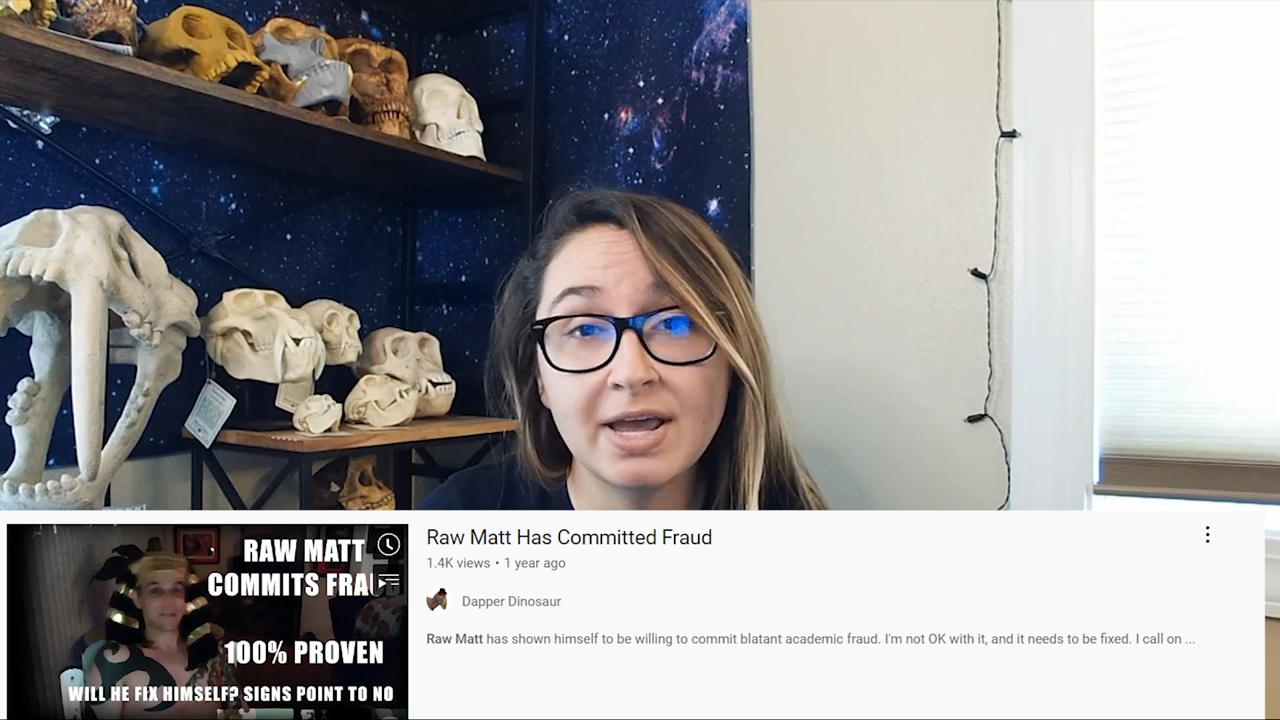 RAW MATT
COMMITS FRAU
100% PROVEN
WILL HE FIX HIMSELF? SIGNS POINT TO NO
Raw Matt Has Committed Fraud
1.4K views • 1 year ago
Dapper Dinosaur
Raw Matt has shown himself to be willing to commit blatant academic fraud. I'm not OK with it, and it needs to be fixed. I call on ...